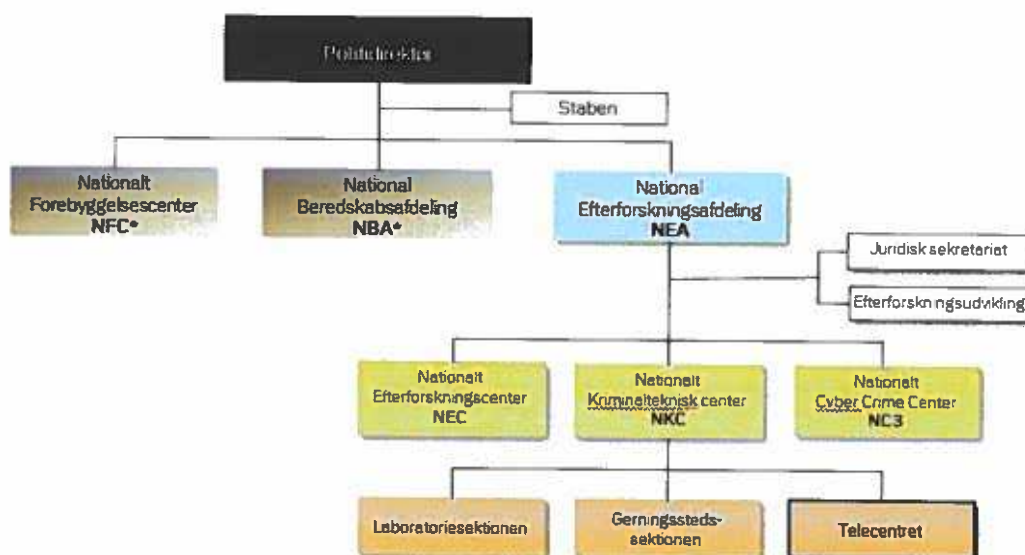 Politidirektør
Staben
Nationalt
Forebyggelsescenter
NFC*
National
Beredskabsafdeling
NBA*
National
Efterforskningsafdeling
NEA
Juridisk sekretariat
Efterforskningsudvikling
Nationalt
Efterforskningscenter
NEC
Nationalt
Kriminalteknisk center
NKC
Nationalt
Cyber Crime Center
NC3
Laboratoriesektionen
Gerningssteds-
sektionen
Telecentret